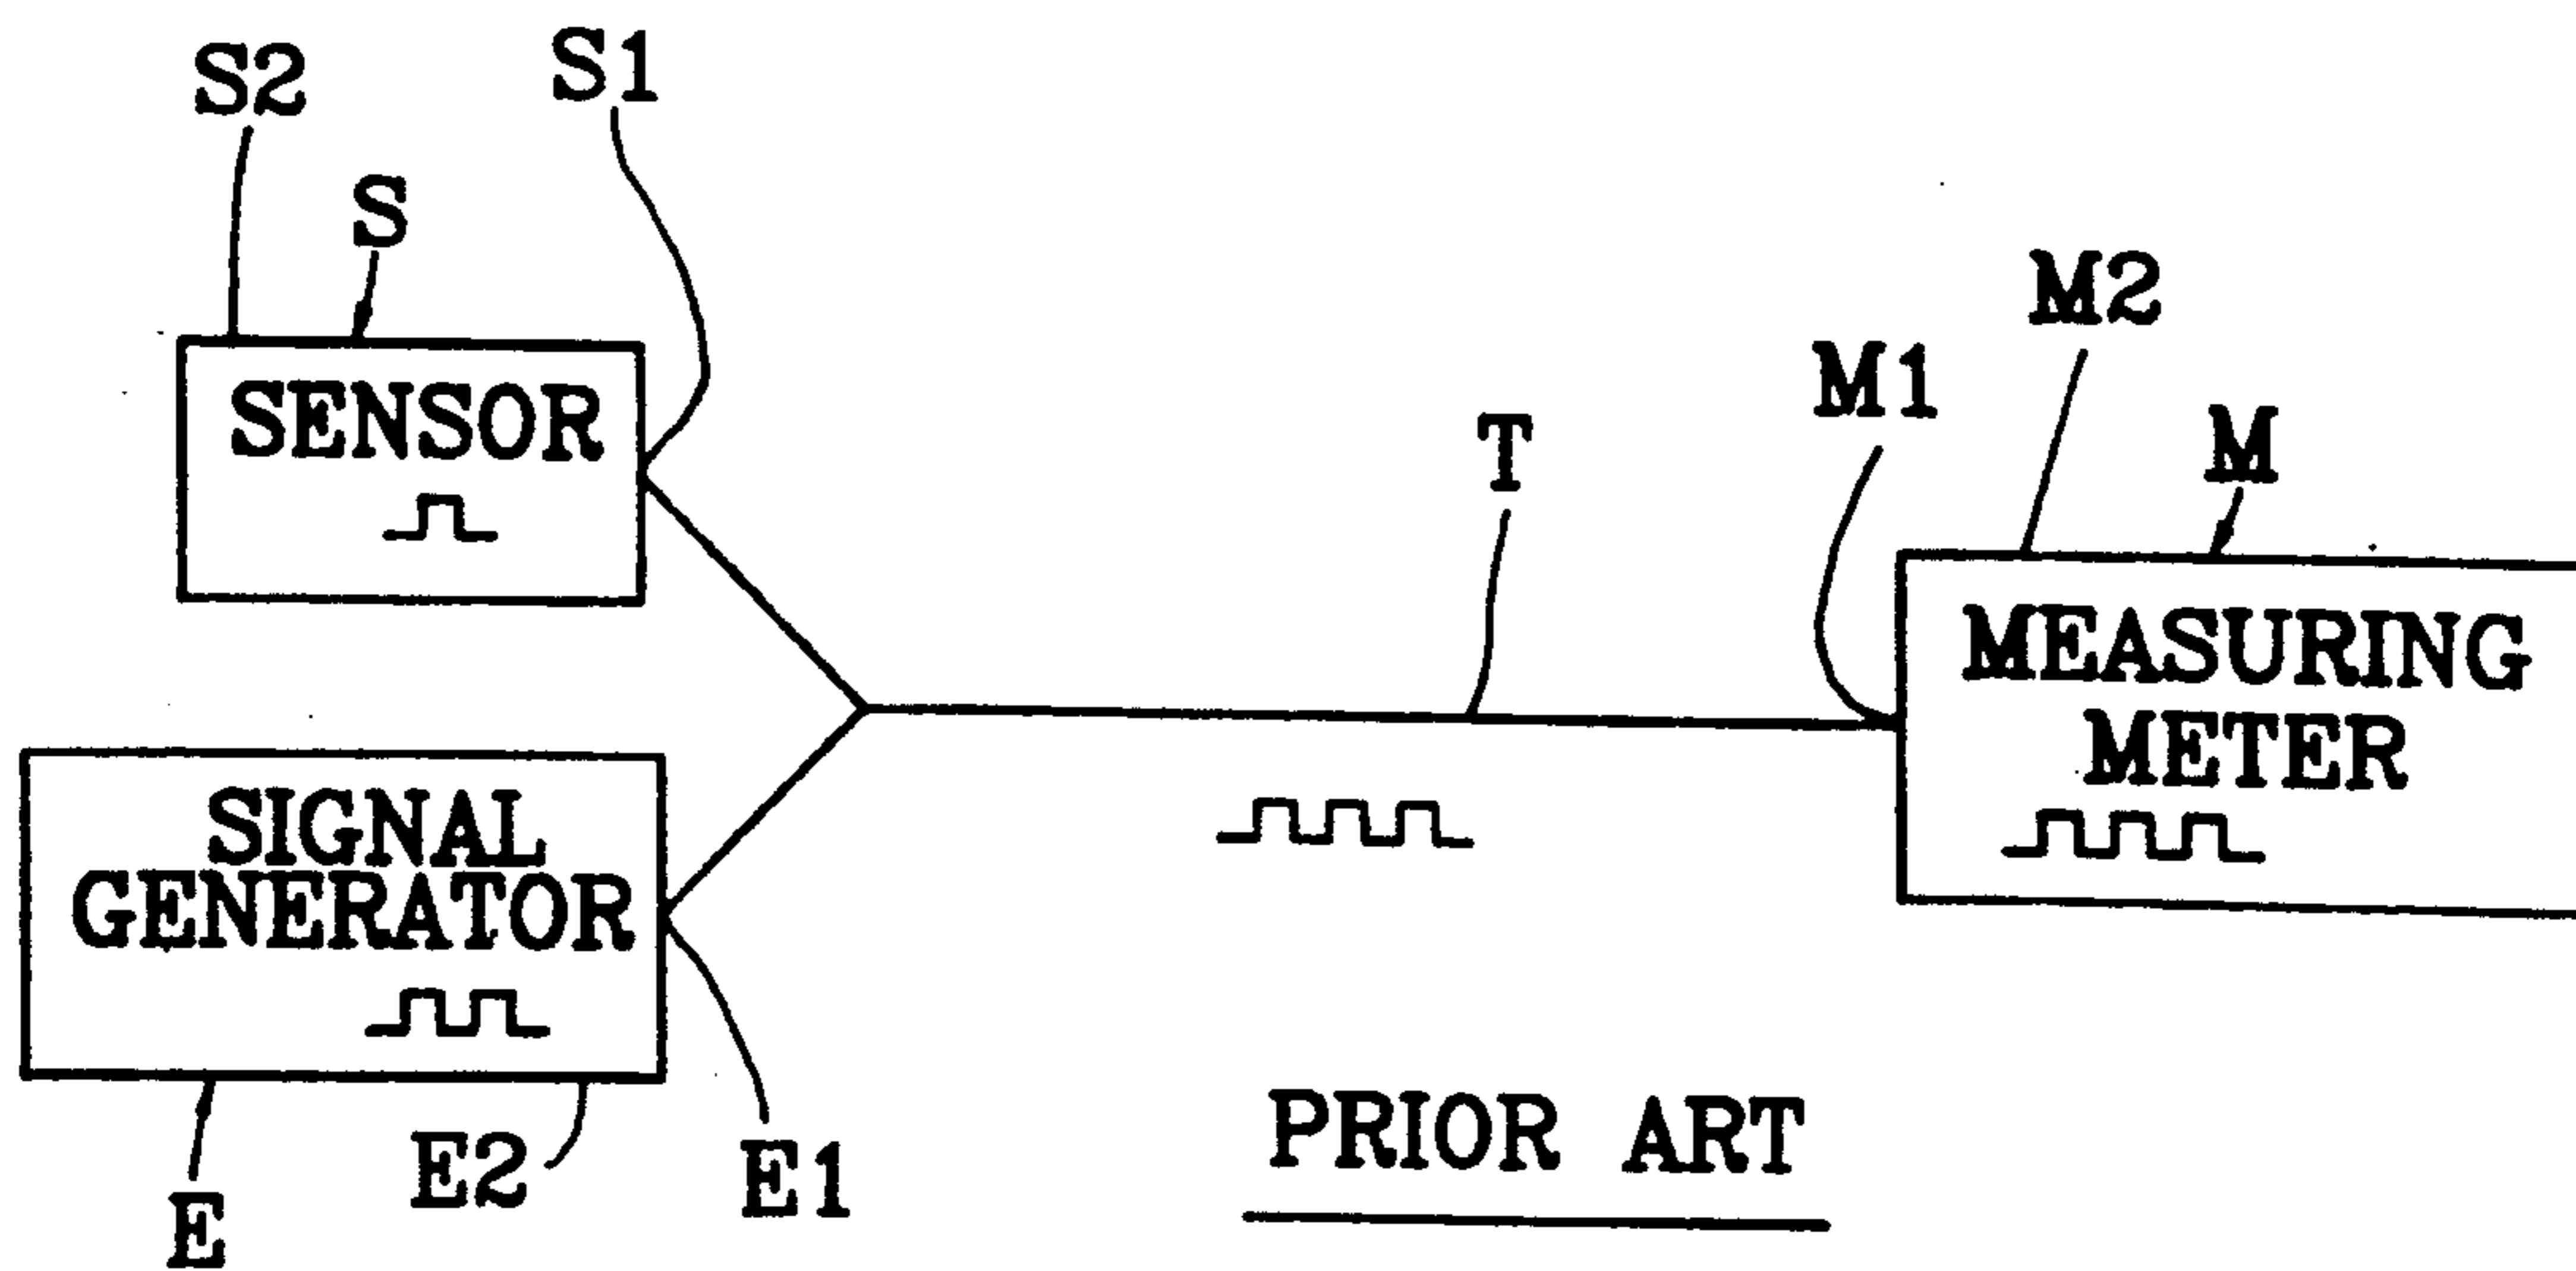 S2
S1
S
SENSOR
M2
M1
M
T
MEASURING
METER
SIGNAL
GENERATOR
E2
E1
E
PRIOR ART